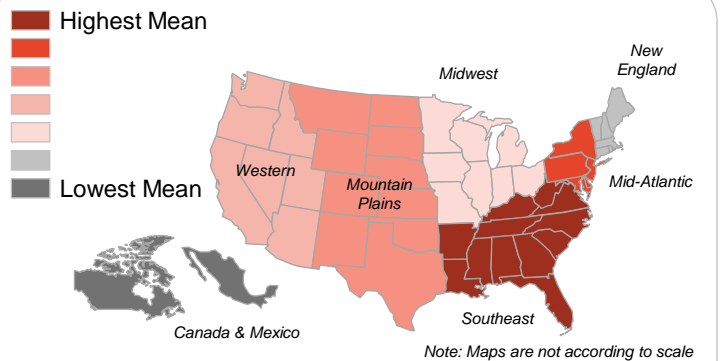 Highest Mean
Lowest Mean
New
England
Midwest
Western
Mountain
Plains
Mid-Atlantic
Southeast
Canada & Mexico
Note: Maps are not according to scale